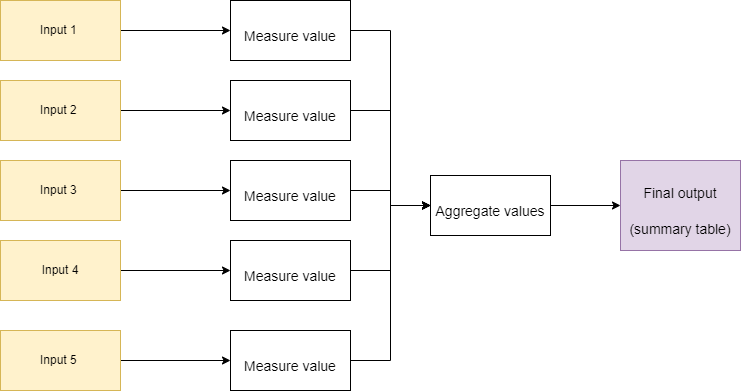 Input 1
Measure value
Input 2
Measure value
Input 3
Measure value
Aggregate values
Final output
(summary table)
Input 4
Measure value
Input 5
Measure value